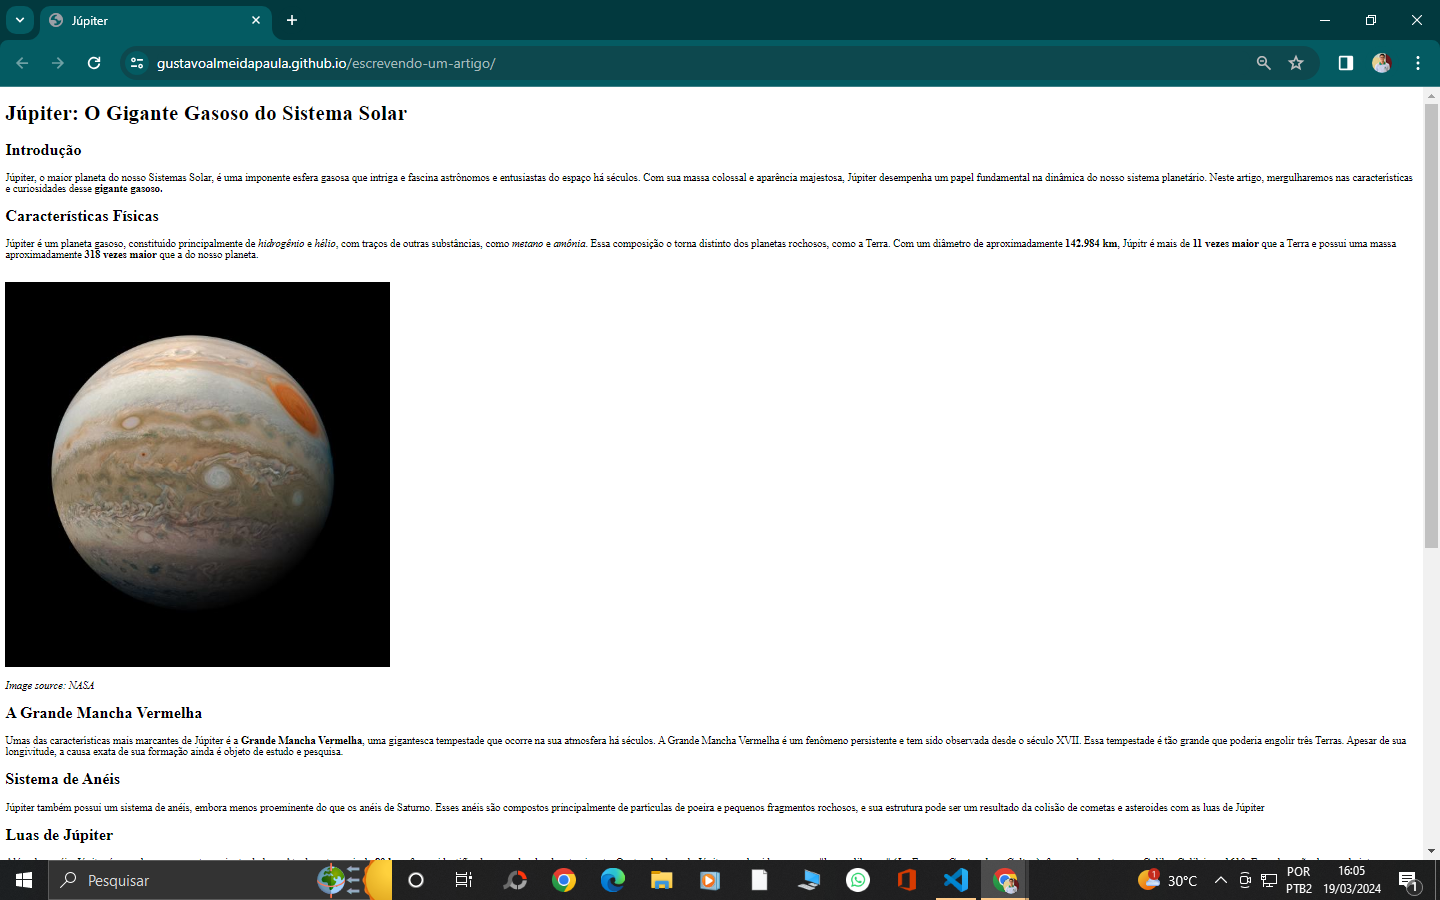 Júpiter
gustavoalmeidapaula.github.io/escrevendo-um-artigo/
Júpiter: O Gigante Gasoso do Sistema Solar
Introdução
Júpiter, o maior planeta do nosso Sistemas Solar, é uma imponente esfera gasosa que intriga e fascina astrônomos e entusiastas do espaço há séculos. Com sua massa colossal e aparência majestosa, Júpiter desempenha um papel fundamental na dinâmica do nosso sistema planetário. Neste artigo, mergulharemos nas características
e curiosidades desse gigante gasoso.
Características Físicas
Júpiter é um planeta gasoso, constituído principalmente de hidrogênio e hélio, com traços de outras substâncias, como metano e amônia. Essa composição o torna distinto dos planetas rochosos, como a Terra. Com um diâmetro de aproximadamente 142.984 km, Júpitr é mais de 11 vezes maior que a Terra e possui uma massa
aproximadamente 318 vezes maior que a do nosso planeta.
Image source: NASA
A Grande Mancha Vermelha
Umas das características mais marcantes de Júpiter é a Grande Mancha Vermelha, uma gigantesca tempestade que ocorre na sua atmosfera há séculos. A Grande Mancha Vermelha é um fenômeno persistente e tem sido observada desde o século XVII. Essa tempestade é tão grande que poderia engolir três Terras. Apesar de sua
longivitude, a causa exata de sua formação ainda é objeto de estudo e pesquisa.
Sistema de Anéis
Júpiter também possui um sistema de anéis, embora menos proeminente do que os anéis de Saturno. Esses anéis são compostos principalmente de partículas de poeira e pequenos fragmentos rochosos, e sua estrutura pode ser um resultado da colisão de cometas e asteroides com as luas de Júpiter
Luas de Júpiter
Pesquisar
1
30°C
POR
PTB2
16:05
19/03/2024
1